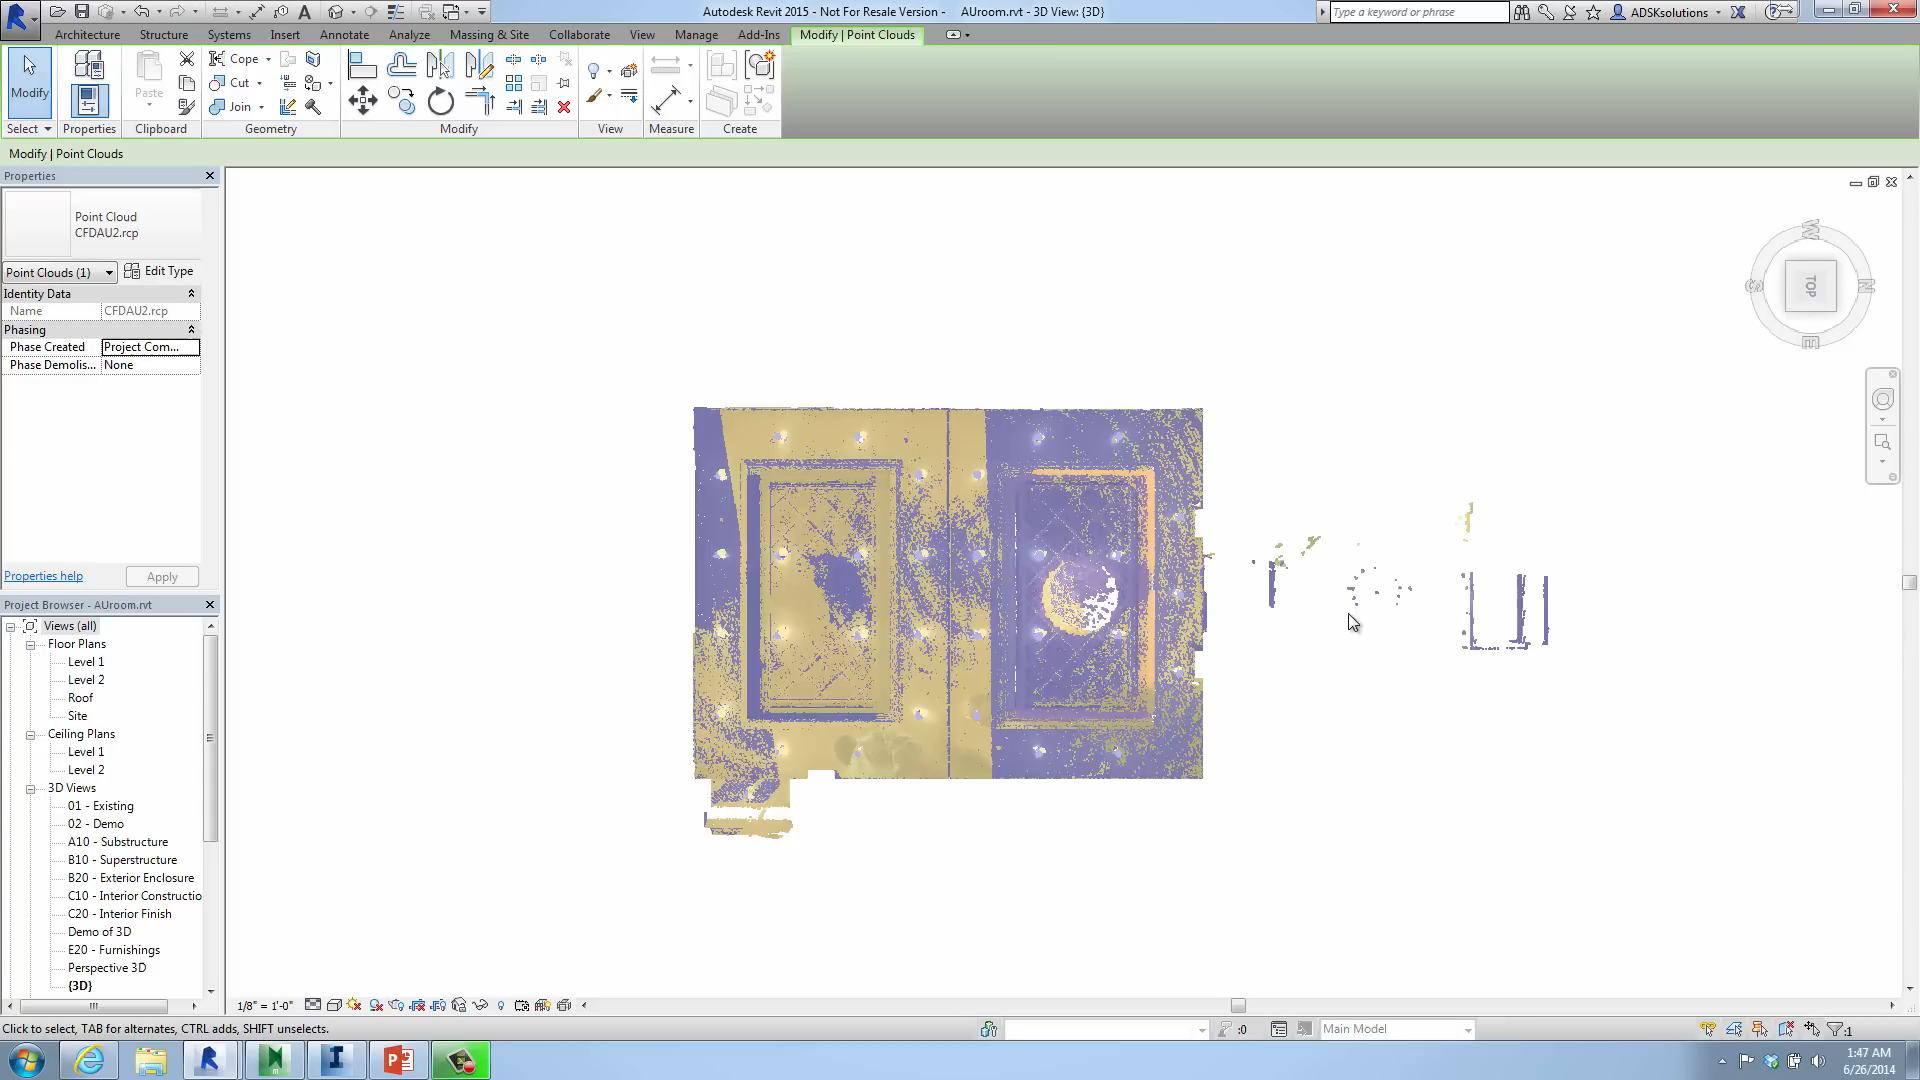 Autodesk Revit 2015 - Not For Resale Version - AUroom.rvt - 3D View: {3D}
Type a keyword or phrase
ADSKsolutions
Architecture Structure Systems Insert Annotate Analyze Massing & Site Collaborate View Manage Add-Ins Modify | Point Clouds
Modify
Paste
Cope
Cut
Join
Select Properties Clipboard Geometry Modify View Measure Create
Modify | Point Clouds
Properties
Point Cloud
CFDAU2.rcp
Point Clouds (1) Edit Type
Identity Data
Name CFDAU2.rcp
Phasing
Phase Created Project Com...
Phase Demolis... None
Properties help Apply
Project Browser - AUroom.rvt
Views (all)
Floor Plans
Level 1
Level 2
Roof
Site
Ceiling Plans
Level 1
Level 2
3D Views
01 - Existing
02 - Demo
A10 - Substructure
B10 - Superstructure
B20 - Exterior Enclosure
C10 - Interior Constructio
C20 - Interior Finish
Demo of 3D
E20 - Furnishings
Perspective 3D
{3D}
W
S TOP N
E
1/8" = 1'-0"
Click to select, TAB for alternates, CTRL adds, SHIFT unselects.
:0
Main Model
:1
1:47 AM
6/26/2014